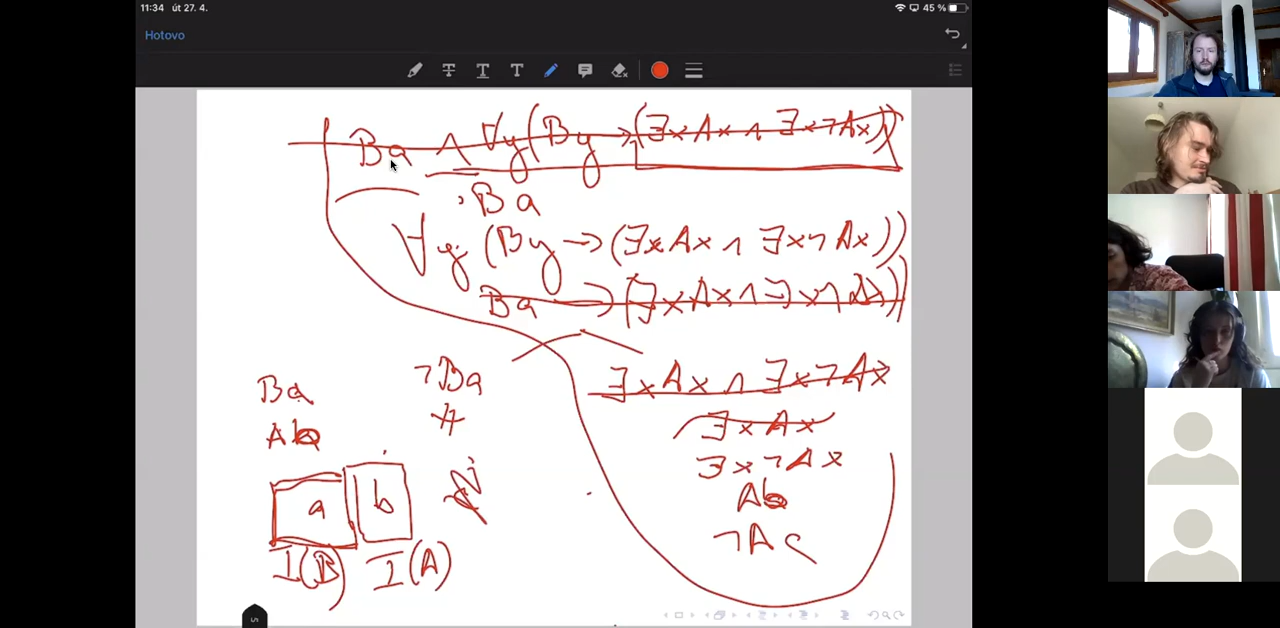 11:34 út 27. 4.
45 %
Hotovo
Ba ∧ ∀y(By → (∃xAx ∧ ∃x¬Ax))
Ba
∀y (By → (∃xAx ∧ ∃x¬Ax))
Ba → (∃xAx ∧ ∃x¬Ax))
¬Ba
∃xAx ∧ ∃x¬Ax
∃xAx
∃x¬Ax
Ab
¬Ac
Ba
a b
I(B) I(A)
5